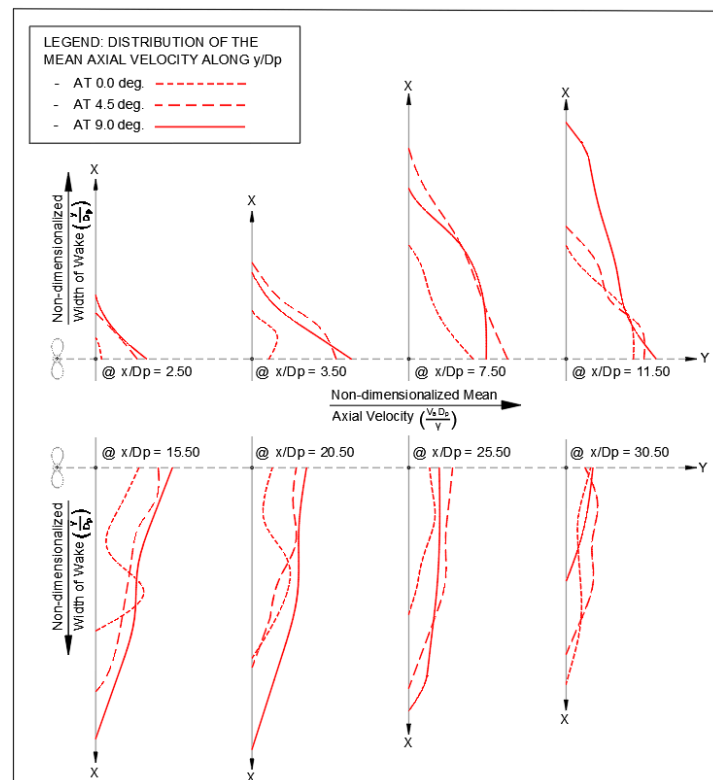 LEGEND: DISTRIBUTION OF THE
MEAN AXIAL VELOCITY ALONG y/Dp
- AT 0.0 deg.
- AT 4.5 deg.
- AT 9.0 deg.
X
X
X
X
Non-dimensionalized
Width of Wake (y/Dp)
Y
@ x/Dp = 2.50
@ x/Dp = 3.50
@ x/Dp = 7.50
@ x/Dp = 11.50
Non-dimensionalized Mean
Axial Velocity (Va Dp/γ)
@ x/Dp = 15.50
@ x/Dp = 20.50
@ x/Dp = 25.50
@ x/Dp = 30.50
Y
Non-dimensionalized
Width of Wake (y/Dp)
X
X
X
X